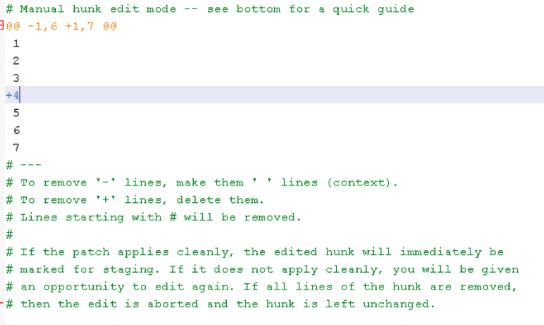 # Manual hunk edit mode -- see bottom for a quick guide
@@ -1,6 +1,7 @@
 1
 2
 3
+4
 5
 6
 7
# ---
# To remove '-' lines, make them ' ' lines (context).
# To remove '+' lines, delete them.
# Lines starting with # will be removed.
#
# If the patch applies cleanly, the edited hunk will immediately be
# marked for staging. If it does not apply cleanly, you will be given
# an opportunity to edit again. If all lines of the hunk are removed,
# then the edit is aborted and the hunk is left unchanged.